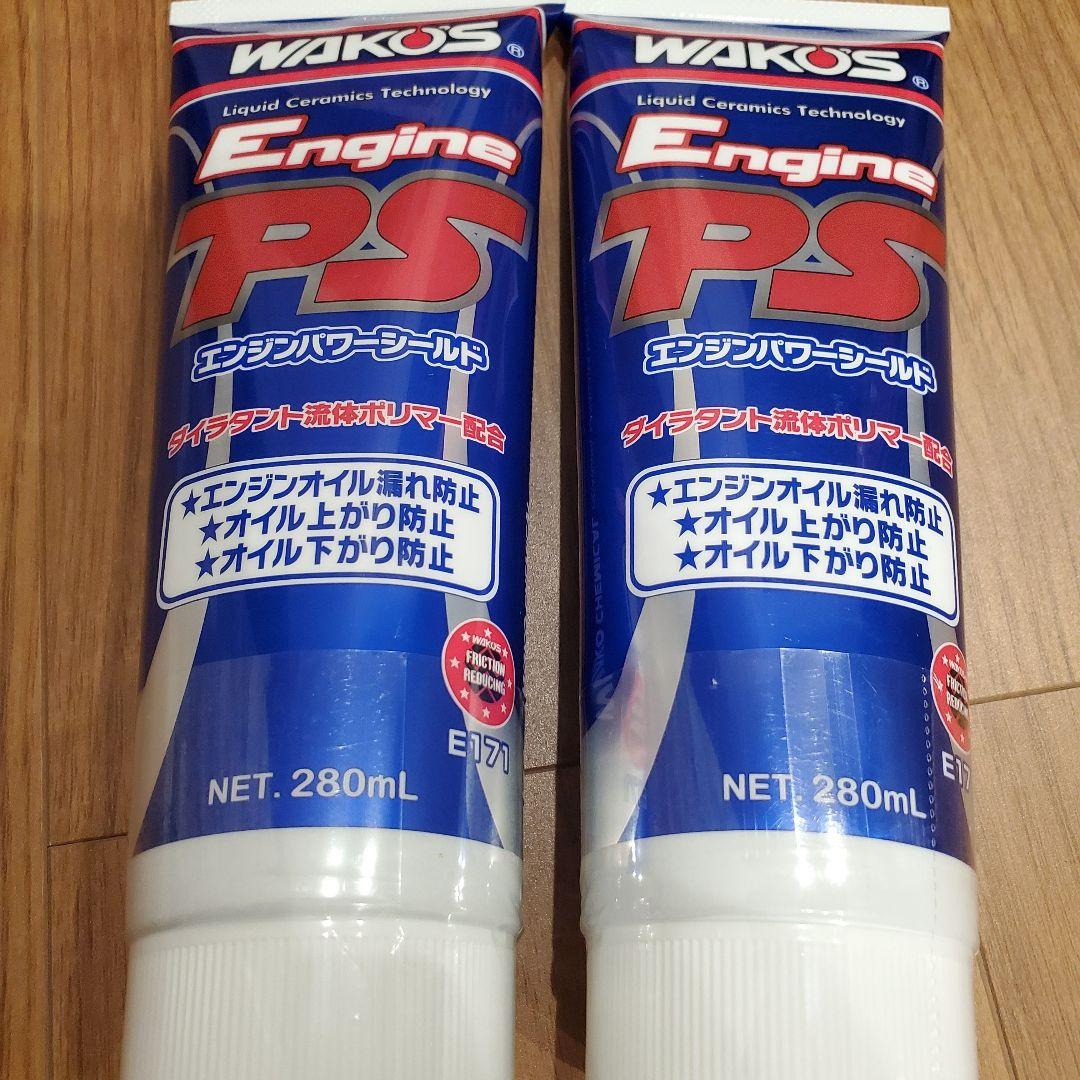 WAKO'S®
Liquid Ceramics Technology
Engine
PS
エンジンパワーシールド
ダイラタント流体ポリマー配合
★エンジンオイル漏れ防止
★オイル上がり防止
★オイル下がり防止
WAKO'S
FRICTION
REDUCING
E171
NET. 280mL
WAKO'S®
Liquid Ceramics Technology
Engine
PS
エンジンパワーシールド
ダイラタント流体ポリマー配合
★エンジンオイル漏れ防止
★オイル上がり防止
★オイル下がり防止
FRICTION
REDUCING
E17
NET. 280mL